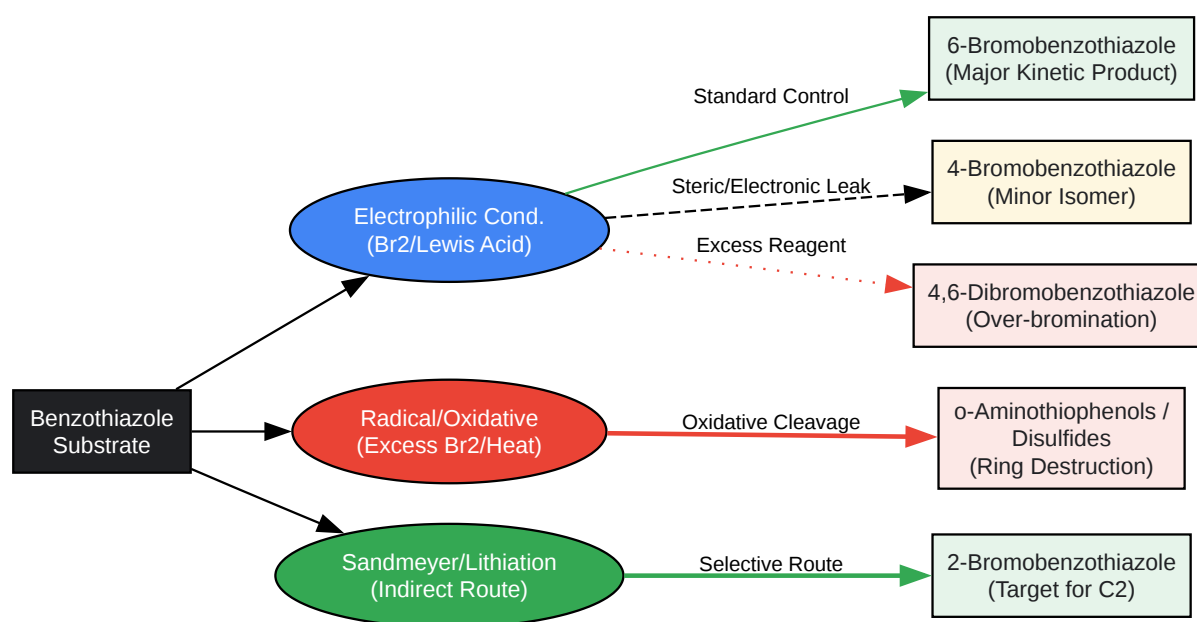 6-Bromobenzothiazole
(Major Kinetic Product)
Standard Control
4-Bromobenzothiazole
(Minor Isomer)
Steric/Electronic Leak
Electrophilic Cond.
(Br2/Lewis Acid)
Excess Reagent
4,6-Dibromobenzothiazole
(Over-bromination)
Benzothiazole
Substrate
Radical/Oxidative
(Excess Br2/Heat)
Oxidative Cleavage
o-Aminothiophenols /
Disulfides
(Ring Destruction)
Sandmeyer/Lithiation
(Indirect Route)
Selective Route
2-Bromobenzothiazole
(Target for C2)